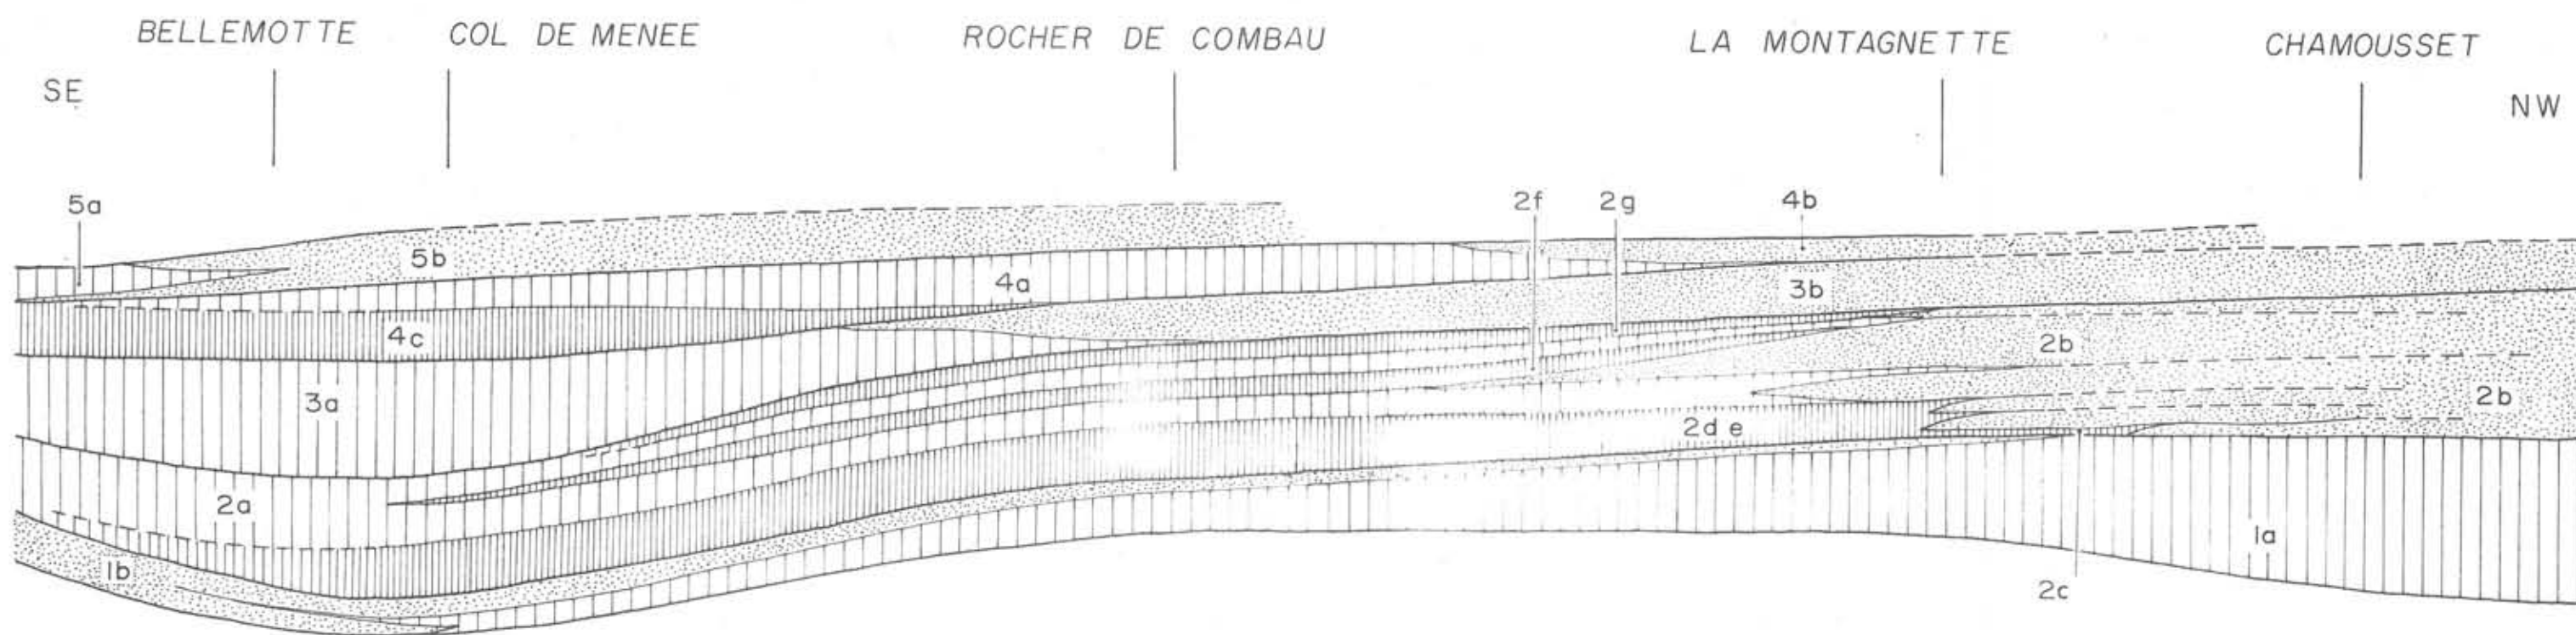 BELLEMOTTE COL DE MENEE ROCHER DE COMBAU LA MONTAGNETTE CHAMOUSSET
SE NW
5a 2f 2g 4b
5b 4a 3b
4c 2b
3a 2d e 2b
2a
1b 1a
2c